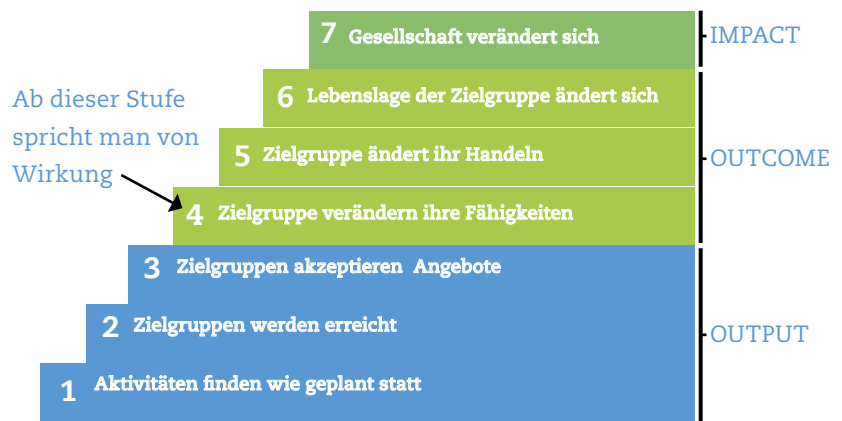 7 Gesellschaft verändert sich
IMPACT
6 Lebenslage der Zielgruppe ändert sich
Ab dieser Stufe
spricht man von
Wirkung
5 Zielgruppe ändert ihr Handeln
OUTCOME
4 Zielgruppe verändern ihre Fähigkeiten
3 Zielgruppen akzeptieren Angebote
2 Zielgruppen werden erreicht
OUTPUT
1 Aktivitäten finden wie geplant statt